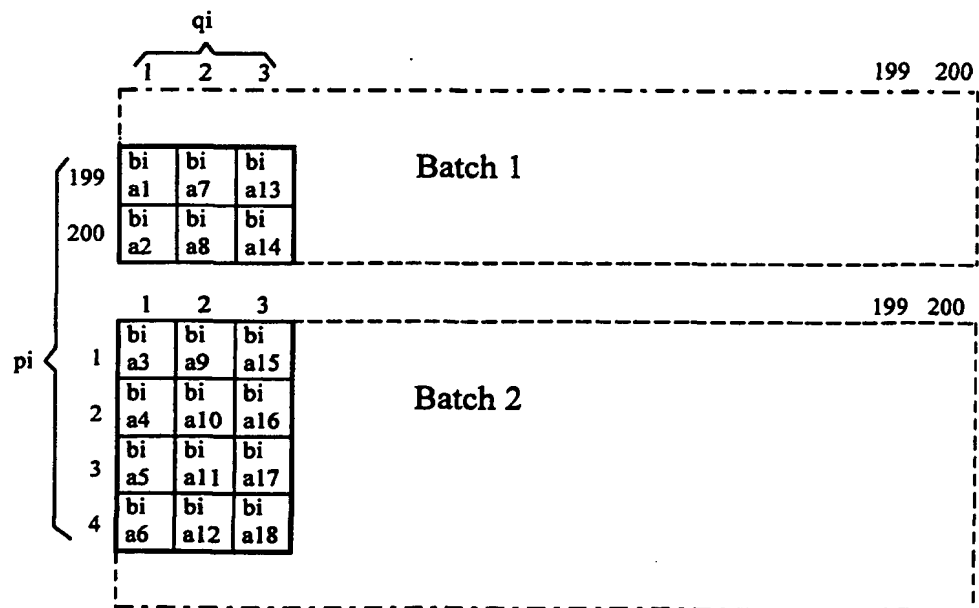 qi
1 2 3 199 200
bi bi bi
199 a1 a7 a13
Batch 1
bi bi bi
200 a2 a8 a14
1 2 3 199 200
bi bi bi
1 a3 a9 a15
pi
bi bi bi
2 a4 a10 a16
Batch 2
bi bi bi
3 a5 a11 a17
bi bi bi
4 a6 a12 a18